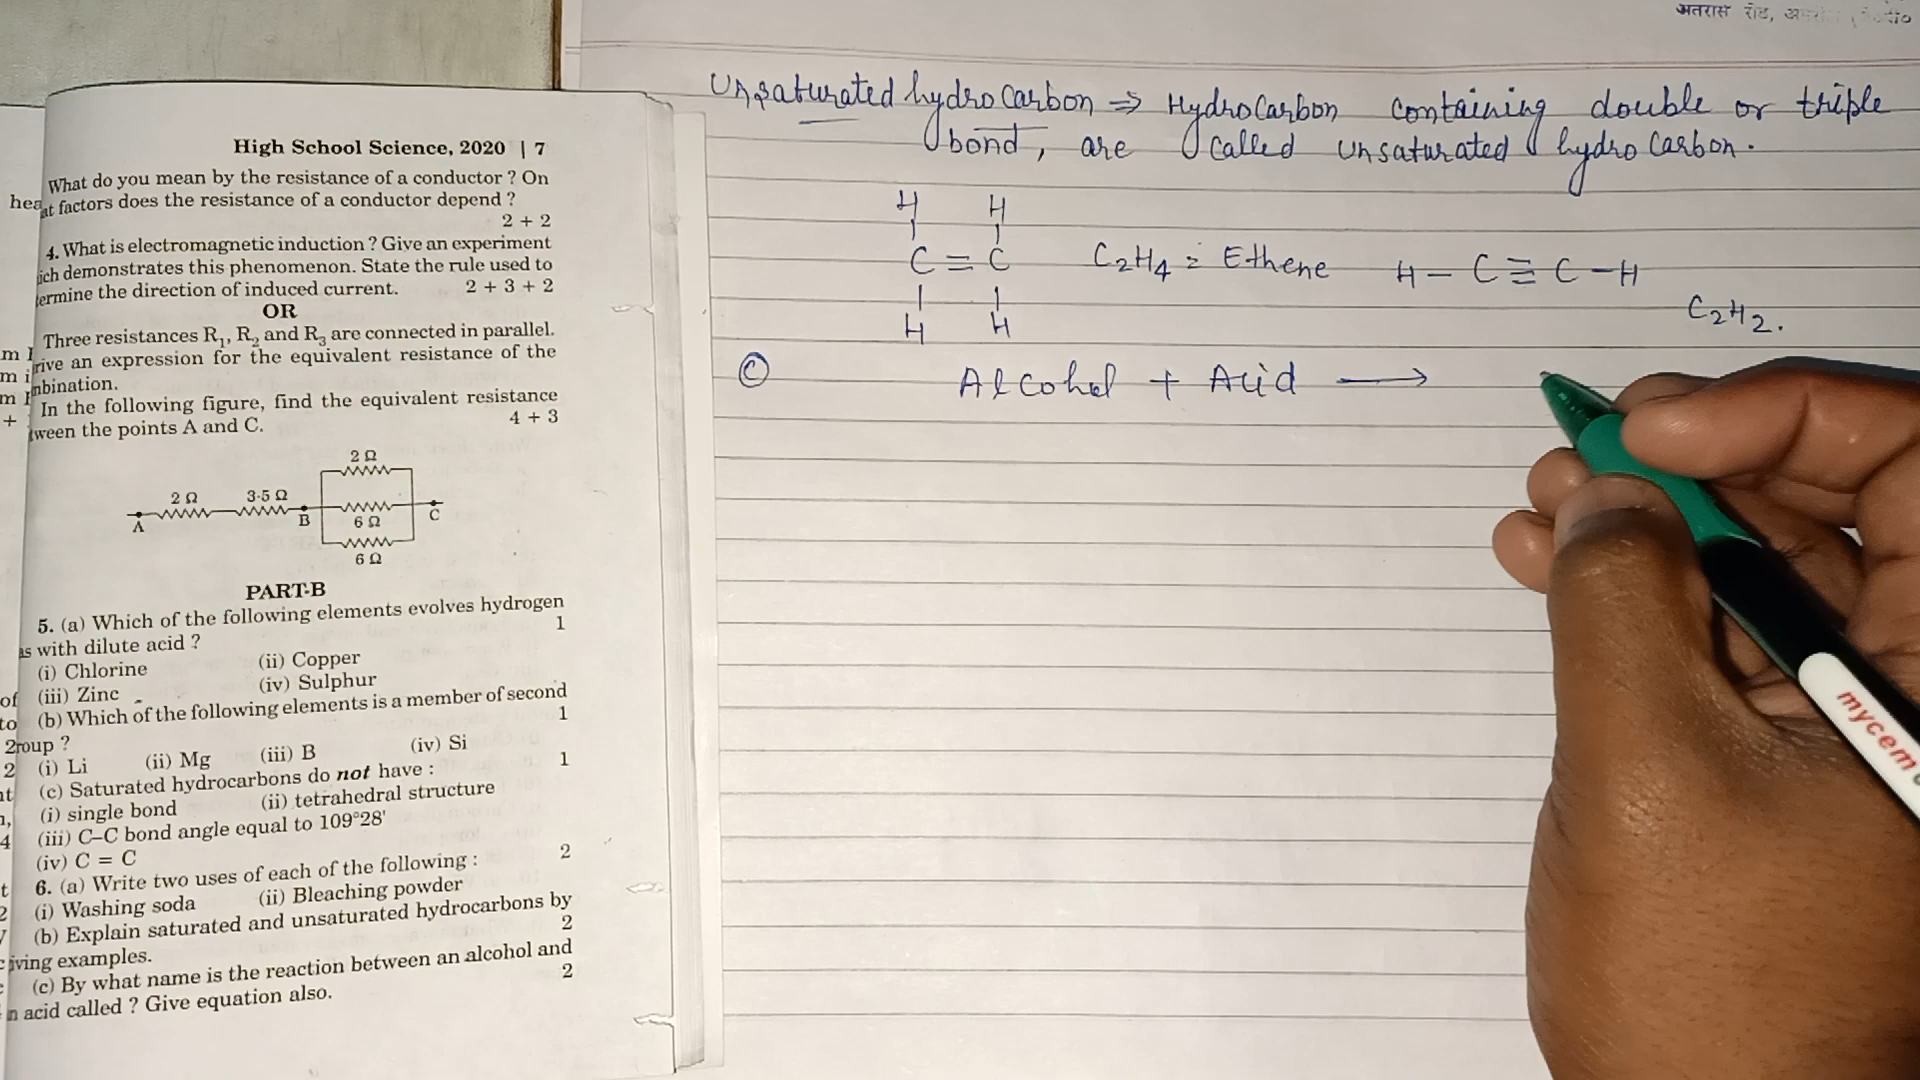 अतरासी रोड,
High School Science, 2020 | 7
What do you mean by the resistance of a conductor ? On
hea
at factors does the resistance of a conductor depend ?
2 + 2
4. What is electromagnetic induction ? Give an experiment
ich demonstrates this phenomenon. State the rule used to
ermine the direction of induced current. 2 + 3 + 2
OR
Three resistances R₁, R₂ and R₃ are connected in parallel.
rive an expression for the equivalent resistance of the
mbination.
In the following figure, find the equivalent resistance
tween the points A and C. 4 + 3
2 Ω
2 Ω 3·5 Ω
A B 6 Ω C
6 Ω
PART-B
5. (a) Which of the following elements evolves hydrogen
as with dilute acid ? 1
(i) Chlorine (ii) Copper
(iii) Zinc (iv) Sulphur
(b) Which of the following elements is a member of second
roup ? 1
(i) Li (ii) Mg (iii) B (iv) Si
(c) Saturated hydrocarbons do not have : 1
(i) single bond (ii) tetrahedral structure
(iii) C–C bond angle equal to 109°28'
(iv) C = C
6. (a) Write two uses of each of the following : 2
(i) Washing soda (ii) Bleaching powder
(b) Explain saturated and unsaturated hydrocarbons by
iving examples. 2
(c) By what name is the reaction between an alcohol and
n acid called ? Give equation also. 2
Unsaturated hydrocarbon ⇒ Hydrocarbon containing double or triple
bond, are called unsaturated hydrocarbon.
H H
C = C C₂H₄ = Ethene H – C ≡ C – H
H H C₂H₂.
(C) Alcohol + Acid ⟶
mycem